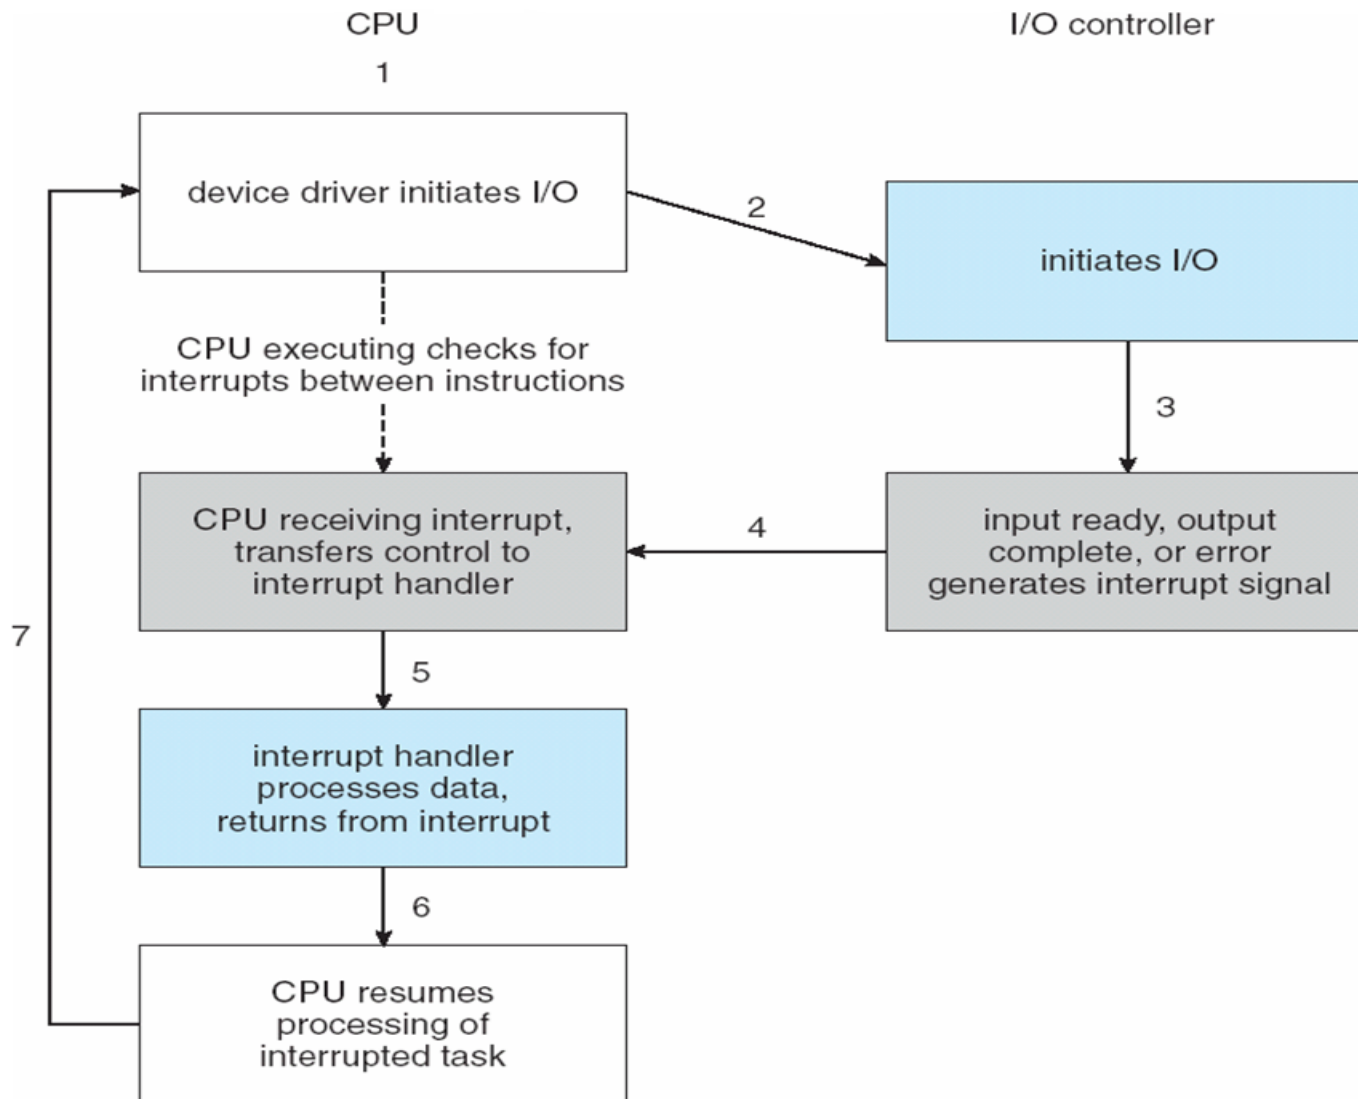 CPU
I/O controller
1
device driver initiates I/O
2
initiates I/O
CPU executing checks for
interrupts between instructions
3
CPU receiving interrupt,
transfers control to
interrupt handler
4
input ready, output
complete, or error
generates interrupt signal
7
5
interrupt handler
processes data,
returns from interrupt
6
CPU resumes
processing of
interrupted task